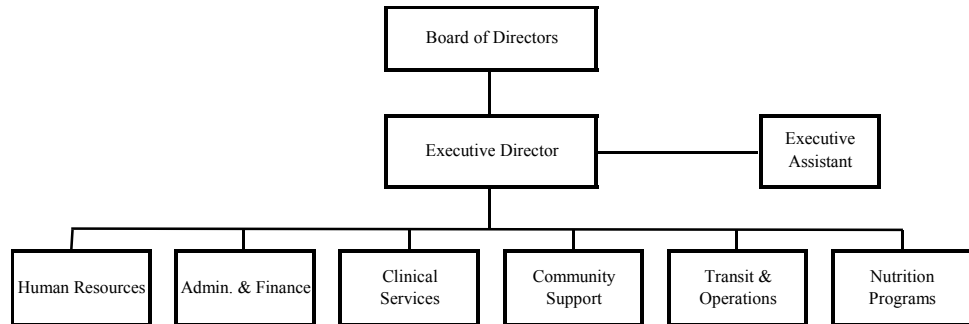 Board of Directors
Executive Director
Executive
Assistant
Human Resources
Admin. & Finance
Clinical
Services
Community
Support
Transit &
Operations
Nutrition
Programs